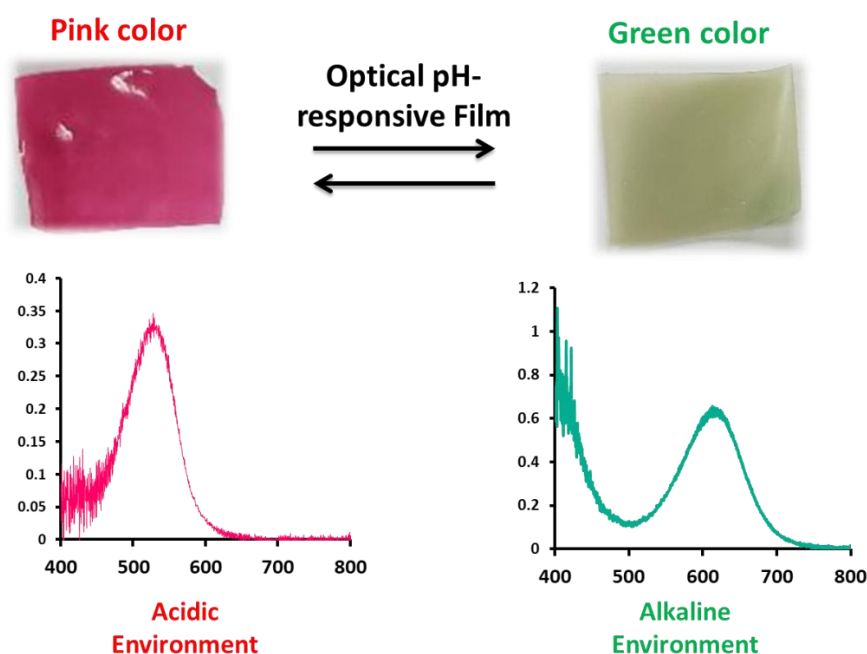 Pink color
Green color
Optical pH-
responsive Film
0.4
0.35
0.3
0.25
0.2
0.15
0.1
0.05
0
400 500 600 700 800
Acidic
Environment
1.2
1
0.8
0.6
0.4
0.2
0
400 500 600 700 800
Alkaline
Environment